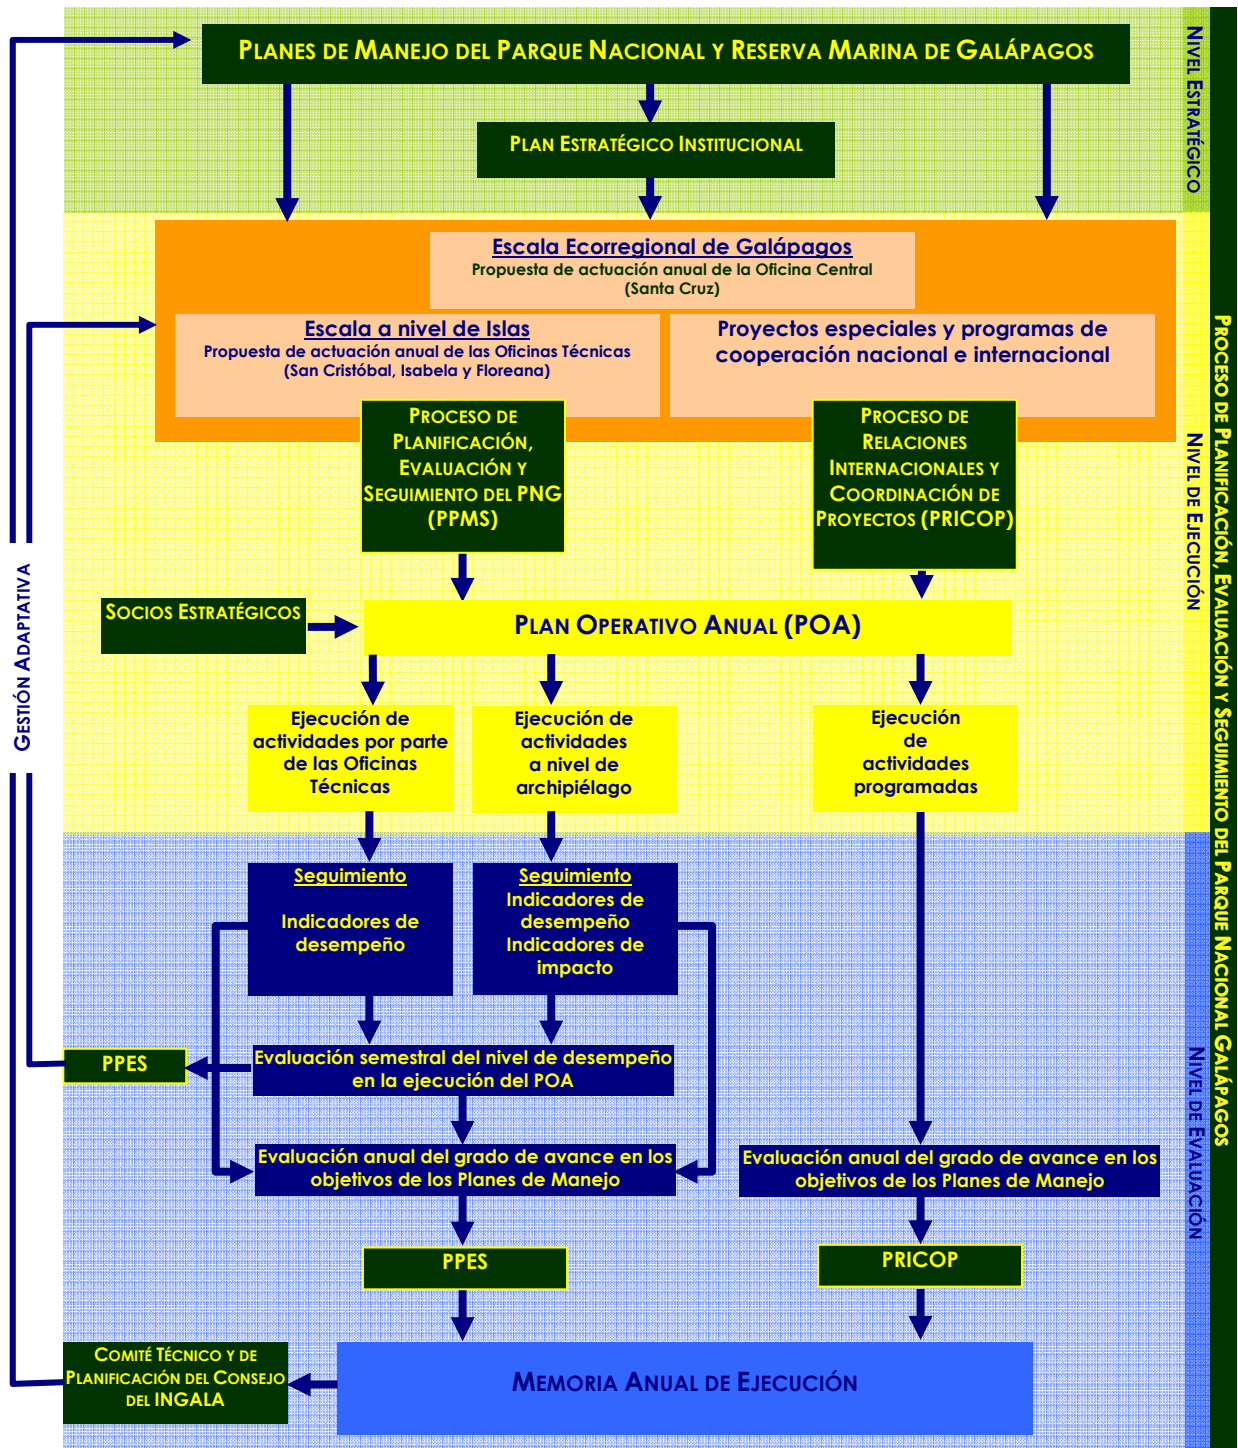 PLANES DE MANEJO DEL PARQUE NACIONAL Y RESERVA MARINA DE GALÁPAGOS
PLAN ESTRATÉGICO INSTITUCIONAL
NIVEL ESTRATÉGICO
Escala Ecorregional de Galápagos
Propuesta de actuación anual de la Oficina Central
(Santa Cruz)
Escala a nivel de Islas
Propuesta de actuación anual de las Oficinas Técnicas
(San Cristóbal, Isabela y Floreana)
Proyectos especiales y programas de
cooperación nacional e internacional
PROCESO DE
PLANIFICACIÓN,
EVALUACIÓN Y
SEGUIMIENTO DEL PNG
(PPMS)
PROCESO DE
RELACIONES
INTERNACIONALES Y
COORDINACIÓN DE
PROYECTOS (PRICOP)
NIVEL DE EJECUCIÓN
PROCESO DE PLANIFICACIÓN, EVALUACIÓN Y SEGUIMIENTO DEL PARQUE NACIONAL GALÁPAGOS
GESTIÓN ADAPTATIVA
SOCIOS ESTRATÉGICOS
PLAN OPERATIVO ANUAL (POA)
Ejecución de
actividades por parte
de las Oficinas
Técnicas
Ejecución de
actividades
a nivel de
archipiélago
Ejecución
de
actividades
programadas
Seguimiento
Indicadores de
desempeño
Seguimiento
Indicadores de
desempeño
Indicadores de
impacto
PPES
Evaluación semestral del nivel de desempeño
en la ejecución del POA
NIVEL DE EVALUACIÓN
Evaluación anual del grado de avance en los
objetivos de los Planes de Manejo
Evaluación anual del grado de avance en los
objetivos de los Planes de Manejo
PPES
PRICOP
COMITÉ TÉCNICO Y DE
PLANIFICACIÓN DEL CONSEJO
DEL INGALA
MEMORIA ANUAL DE EJECUCIÓN